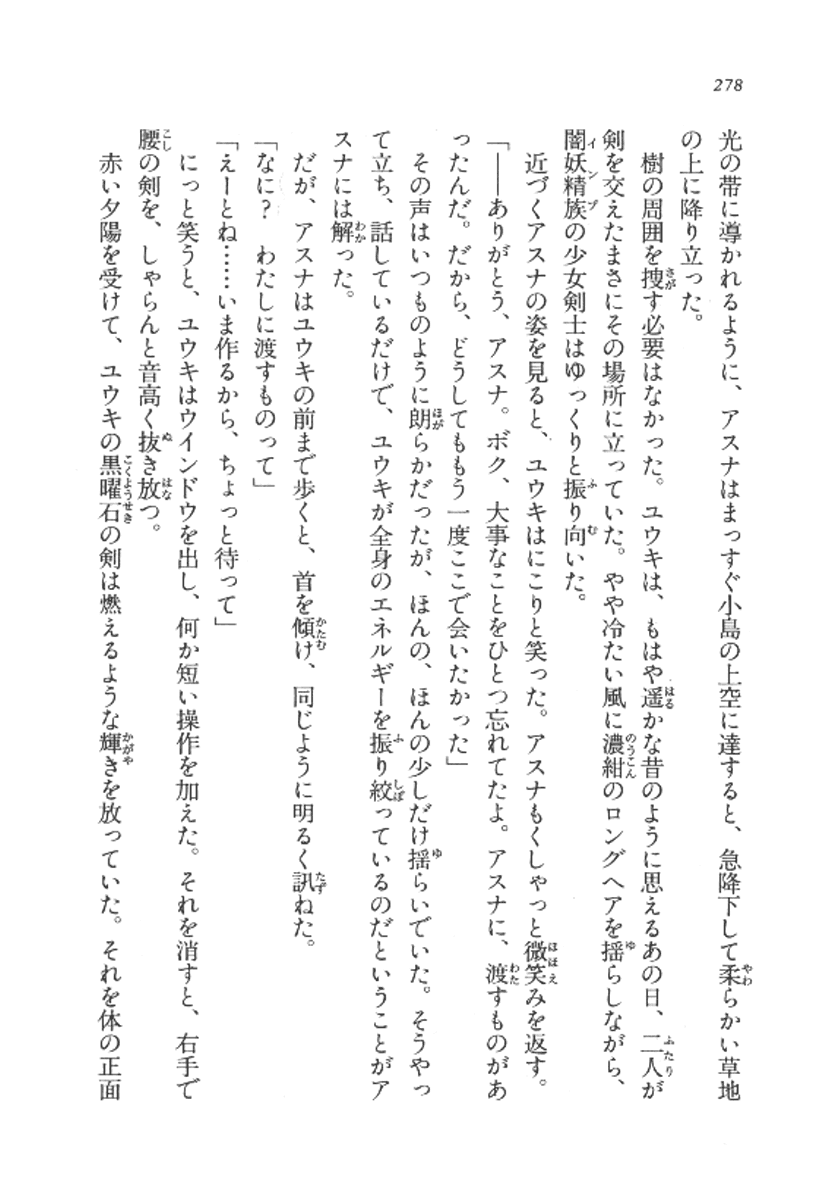 278
光の帯に導かれるように、アスナはまっすぐ小島の上空に達すると、急降下して柔らかい草地
の上に降り立った。
樹の周囲を捜す必要はなかった。ユウキは、もはや遥かな昔のように思えるあの日、二人が
剣を交えたまさにその場所に立っていた。やや冷たい風に濃紺のロングヘアを揺らしながら、
闇妖精族の少女剣士はゆっくりと振り向いた。
近づくアスナの姿を見ると、ユウキはにこりと笑った。アスナもくしゃっと微笑みを返す。
「――ありがとう、アスナ。ボク、大事なことをひとつ忘れてたよ。アスナに、渡すものがあ
ったんだ。だから、どうしてももう一度ここで会いたかった」
その声はいつものように朗らかだったが、ほんの、ほんの少しだけ揺らいでいた。そうやっ
て立ち、話しているだけで、ユウキが全身のエネルギーを振り絞っているのだということがア
スナには解った。
だが、アスナはユウキの前まで歩くと、首を傾け、同じように明るく訊ねた。
「なに？　わたしに渡すものって」
「えーとね……いま作るから、ちょっと待って」
にっと笑うと、ユウキはウインドウを出し、何か短い操作を加えた。それを消すと、右手で
腰の剣を、しゃらんと音高く抜き放つ。
赤い夕陽を受けて、ユウキの黒曜石の剣は燃えるような輝きを放っていた。それを体の正面